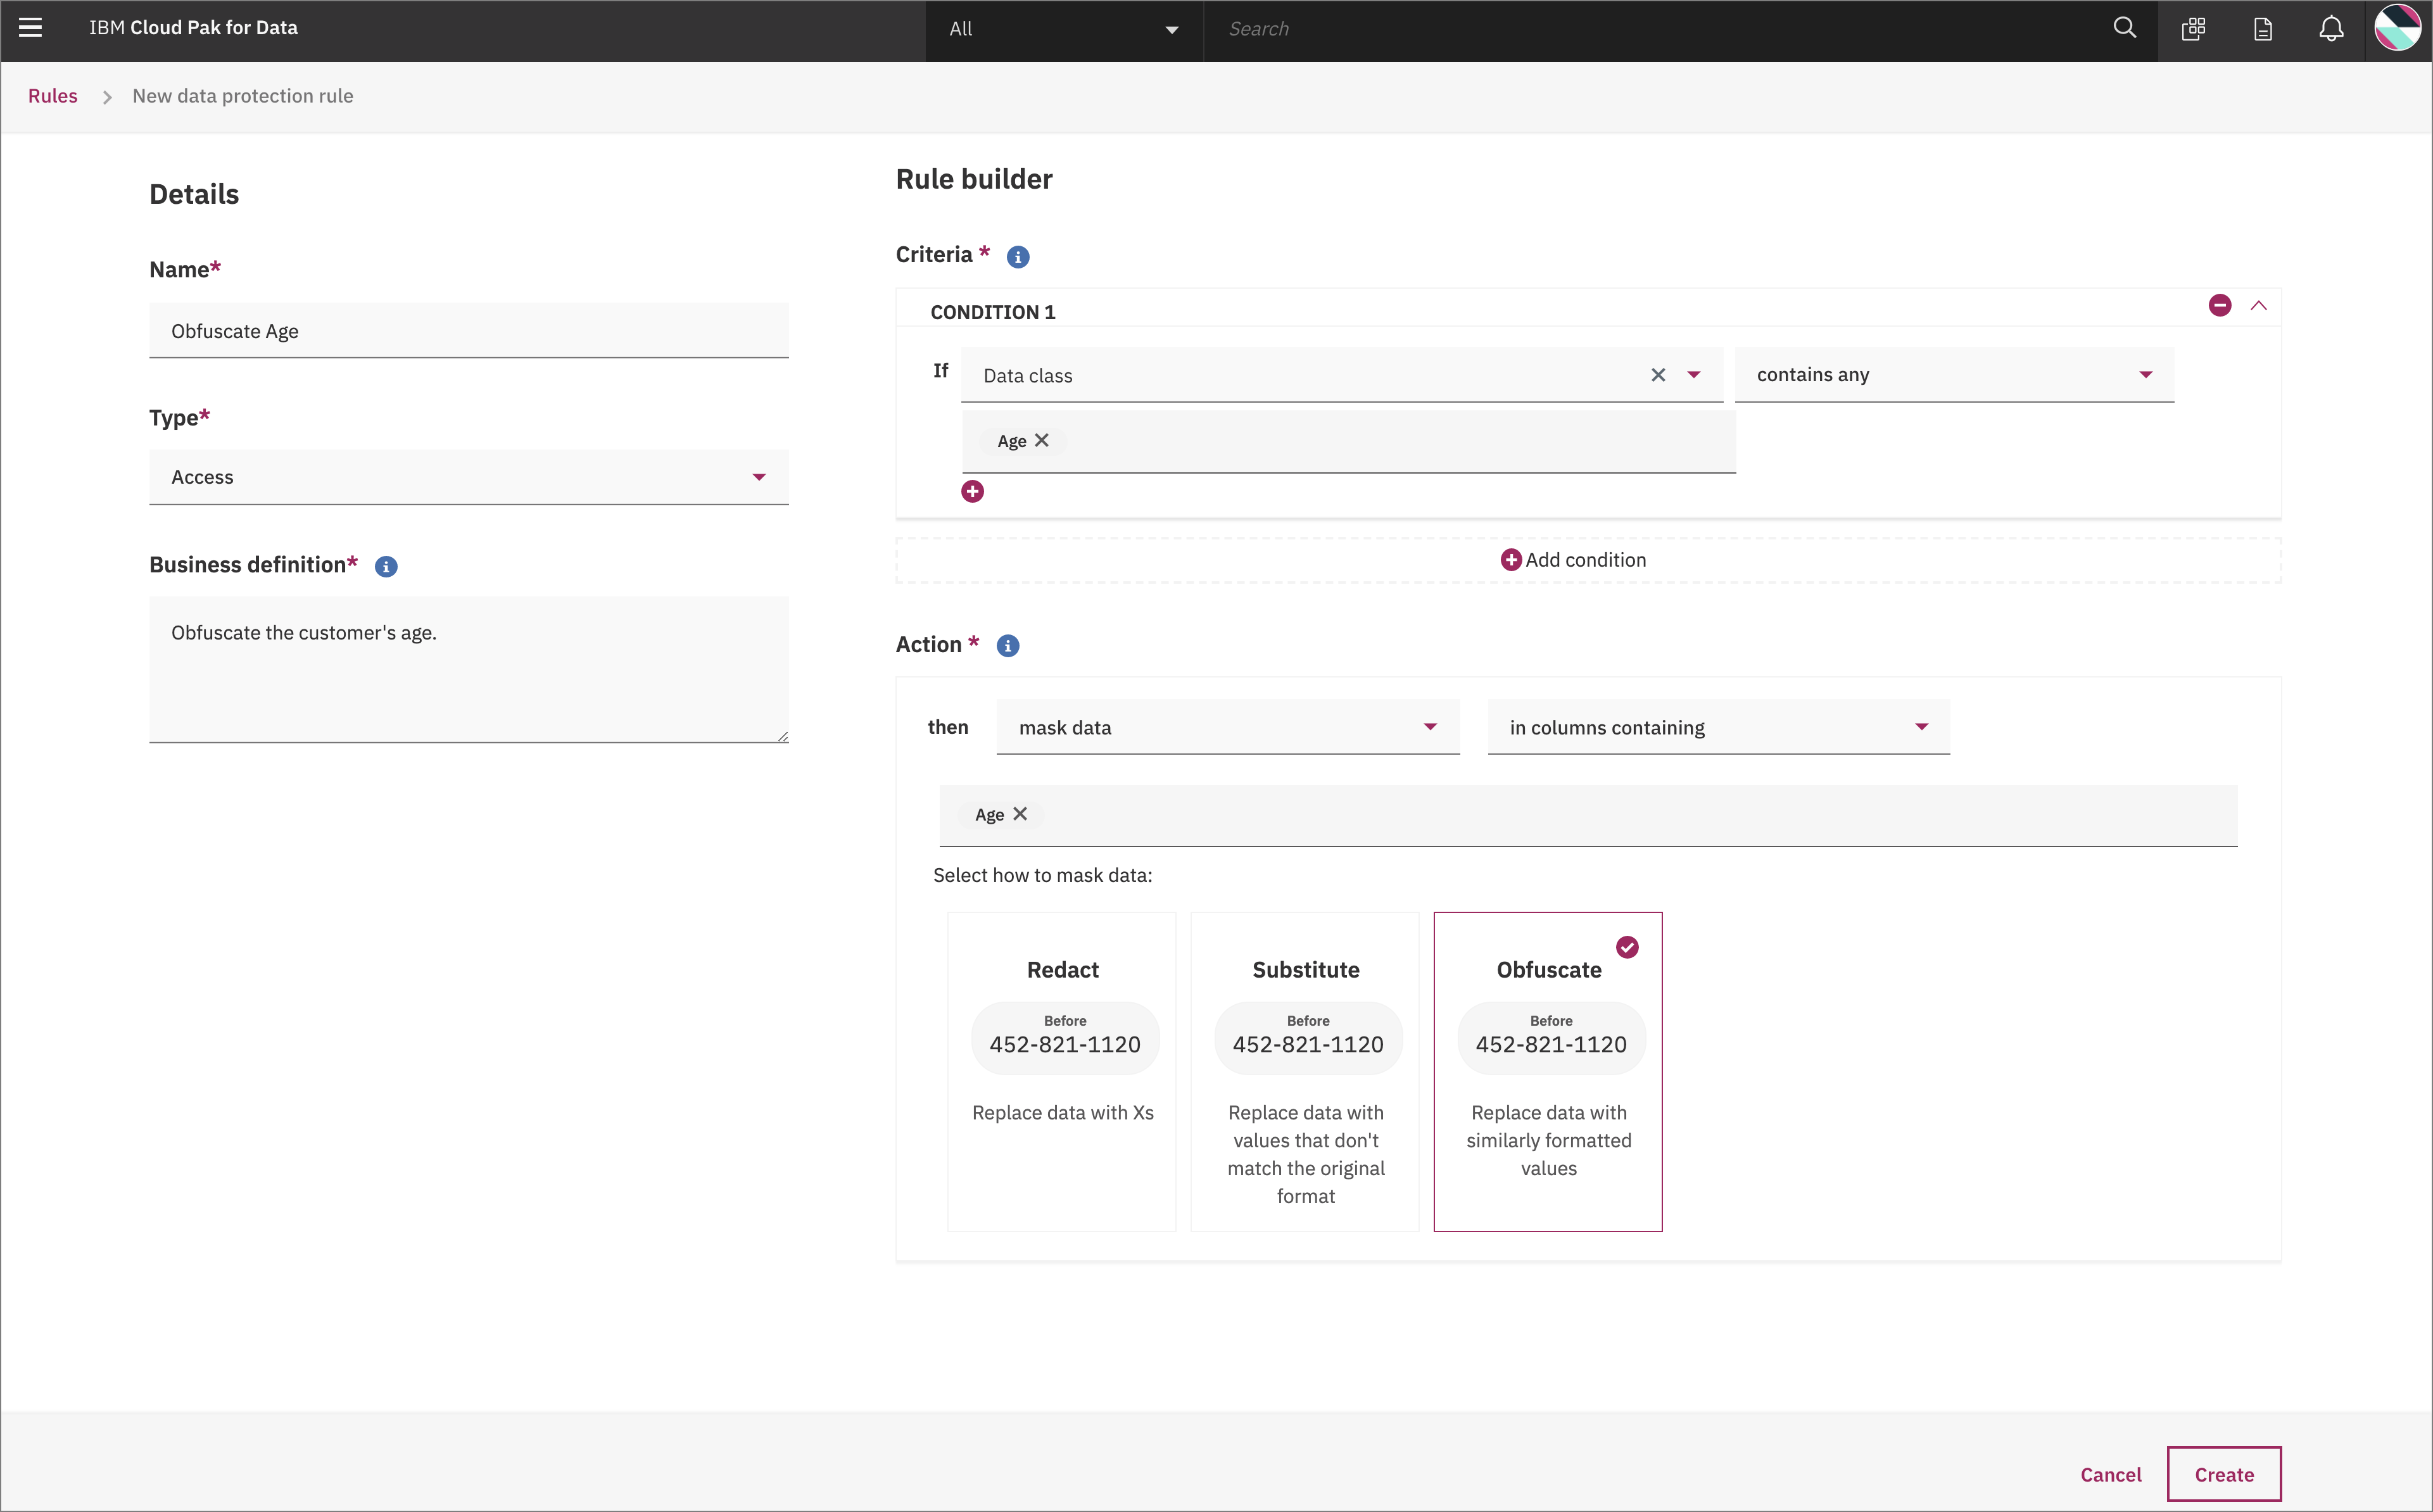 IBM Cloud Pak for Data
All
Search
Rules
New data protection rule
Details
Name*
Obfuscate Age
Type*
Access
Business definition*
Obfuscate the customer's age.
Rule builder
Criteria *
CONDITION 1
If
Data class
contains any
Age
Add condition
Action *
then
mask data
in columns containing
Age
Select how to mask data:
Redact
Before
452-821-1120
Replace data with Xs
Substitute
Before
452-821-1120
Replace data with
values that don't
match the original
format
Obfuscate
Before
452-821-1120
Replace data with
similarly formatted
values
Cancel
Create